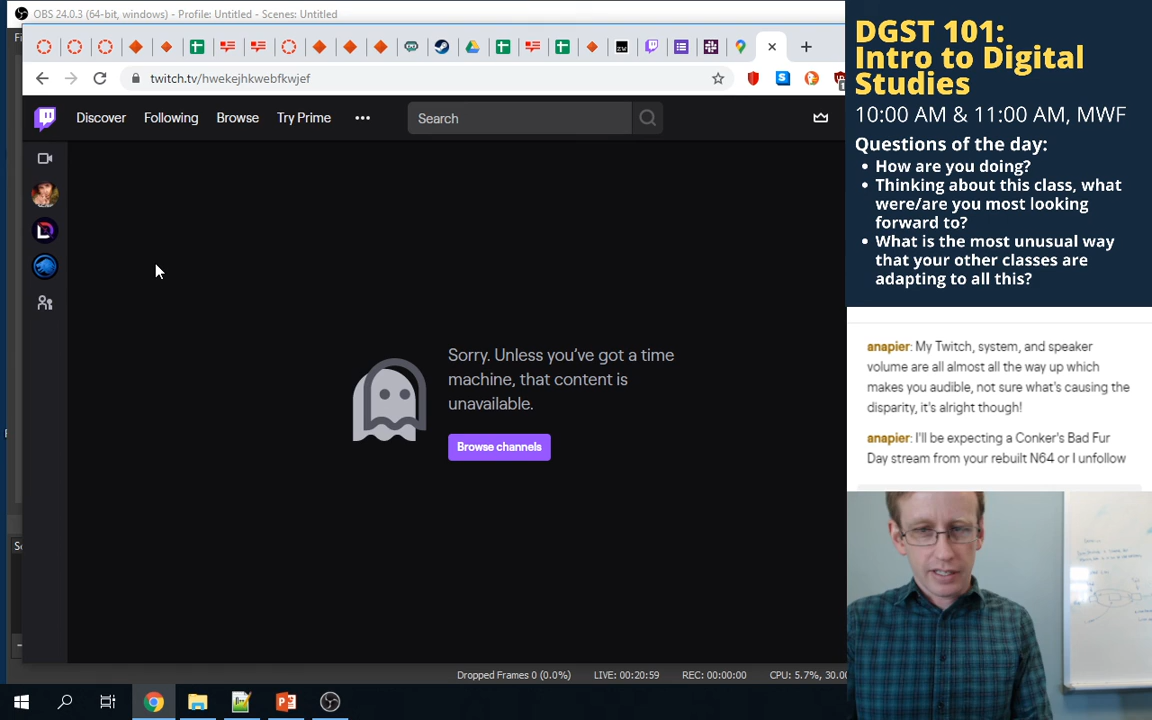 OBS 24.0.3 (64-bit, windows) - Profile: Untitled - Scenes: Untitled
twitch.tv/hwekejhkwebfkwjef
Discover
Following
Browse
Try Prime
Search
Sorry. Unless you've got a time
machine, that content is
unavailable.
Browse channels
Dropped Frames 0 (0.0%)
LIVE: 00:20:59
REC: 00:00:00
CPU: 5.7%, 30.00
DGST 101:
Intro to Digital
Studies
10:00 AM & 11:00 AM, MWF
Questions of the day:
• How are you doing?
• Thinking about this class, what
were/are you most looking
forward to?
• What is the most unusual way
that your other classes are
adapting to all this?
anapier: My Twitch, system, and speaker
volume are all almost all the way up which
makes you audible, not sure what's causing the
disparity, it's alright though!
anapier: I'll be expecting a Conker's Bad Fur
Day stream from your rebuilt N64 or I unfollow